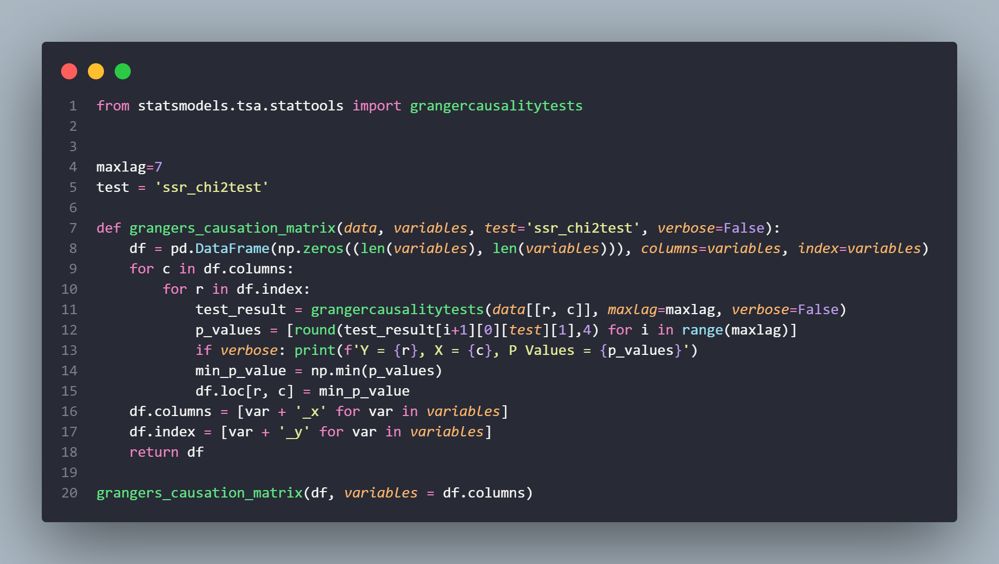 1 from statsmodels.tsa.stattools import grangercausalitytests
2
3
4 maxlag=7
5 test = 'ssr_chi2test'
6
7 def grangers_causation_matrix(data, variables, test='ssr_chi2test', verbose=False):
8     df = pd.DataFrame(np.zeros((len(variables), len(variables))), columns=variables, index=variables)
9     for c in df.columns:
10         for r in df.index:
11             test_result = grangercausalitytests(data[[r, c]], maxlag=maxlag, verbose=False)
12             p_values = [round(test_result[i+1][0][test][1],4) for i in range(maxlag)]
13             if verbose: print(f'Y = {r}, X = {c}, P Values = {p_values}')
14             min_p_value = np.min(p_values)
15             df.loc[r, c] = min_p_value
16     df.columns = [var + '_x' for var in variables]
17     df.index = [var + '_y' for var in variables]
18     return df
19
20 grangers_causation_matrix(df, variables = df.columns)